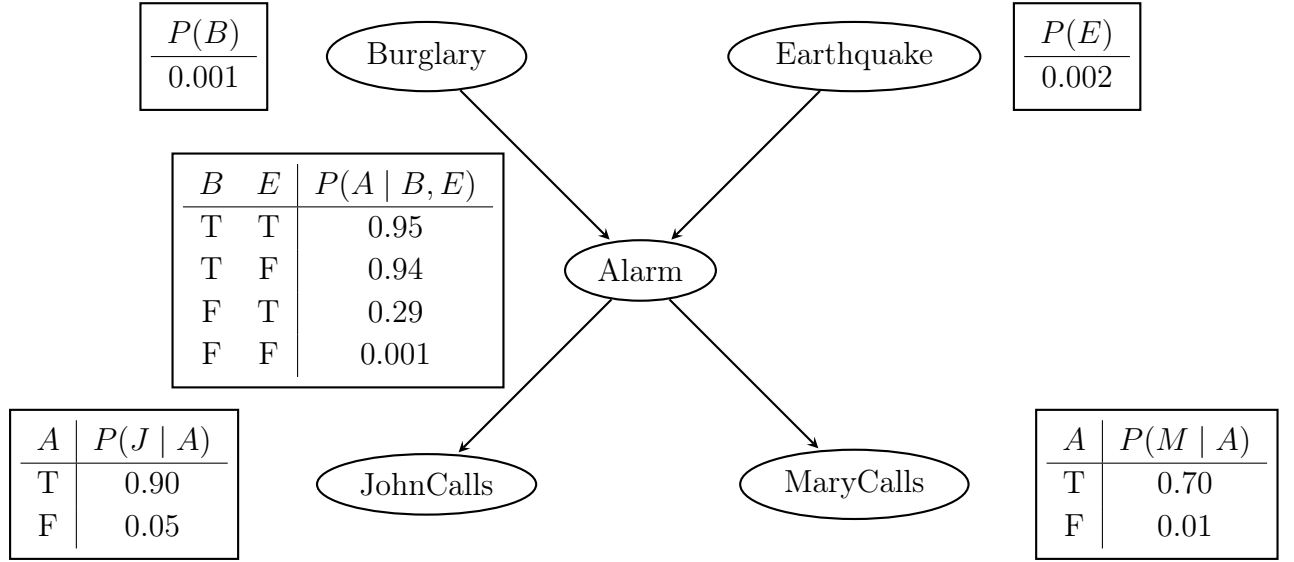 P(B)
0.001
Burglary
Earthquake
P(E)
0.002
B E P(A | B, E)
T T 0.95
T F 0.94
F T 0.29
F F 0.001
Alarm
A P(J | A)
T 0.90
F 0.05
JohnCalls
MaryCalls
A P(M | A)
T 0.70
F 0.01